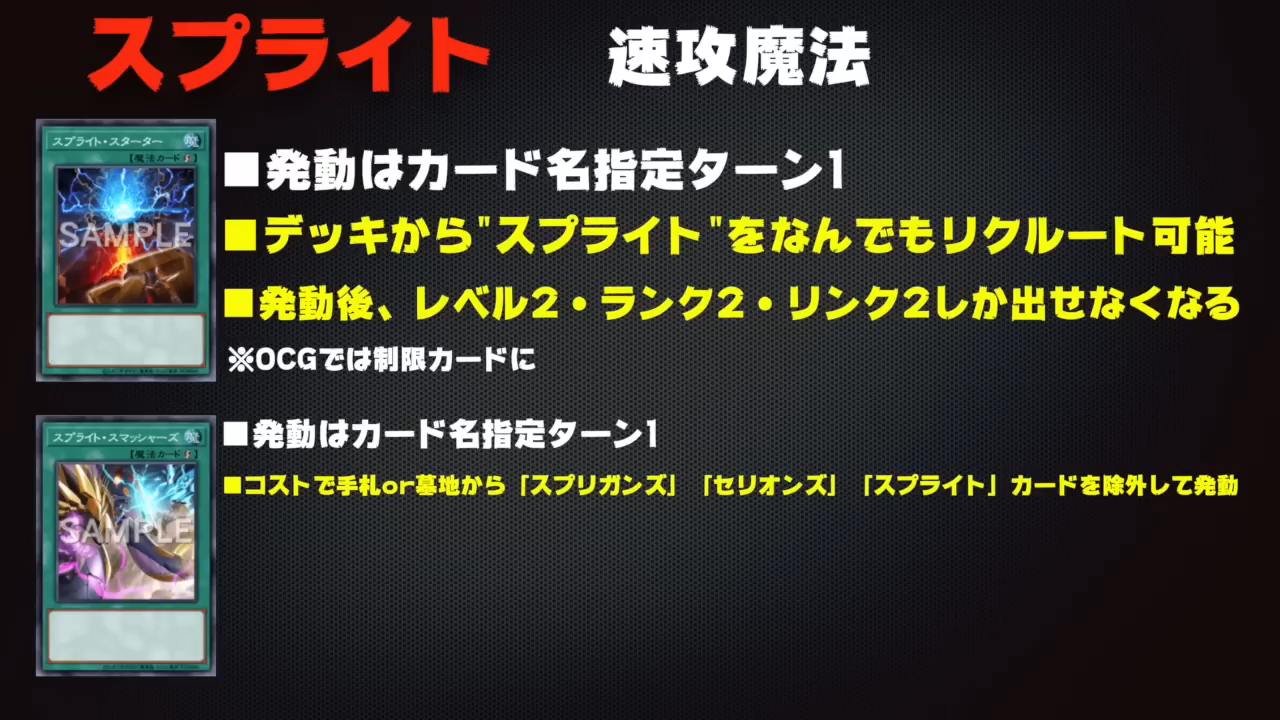 スプライト 速攻魔法
スプライト・スターター
【魔法カード】
SAMPLE
■発動はカード名指定ターン1
■デッキから"スプライト"をなんでもリクルート可能
■発動後、レベル2・ランク2・リンク2しか出せなくなる
※OCGでは制限カードに
スプライト・スマッシャーズ
【魔法カード】
SAMPLE
■発動はカード名指定ターン1
■コストで手札or墓地から「スプリガンズ」「セリオンズ」「スプライト」カードを除外して発動